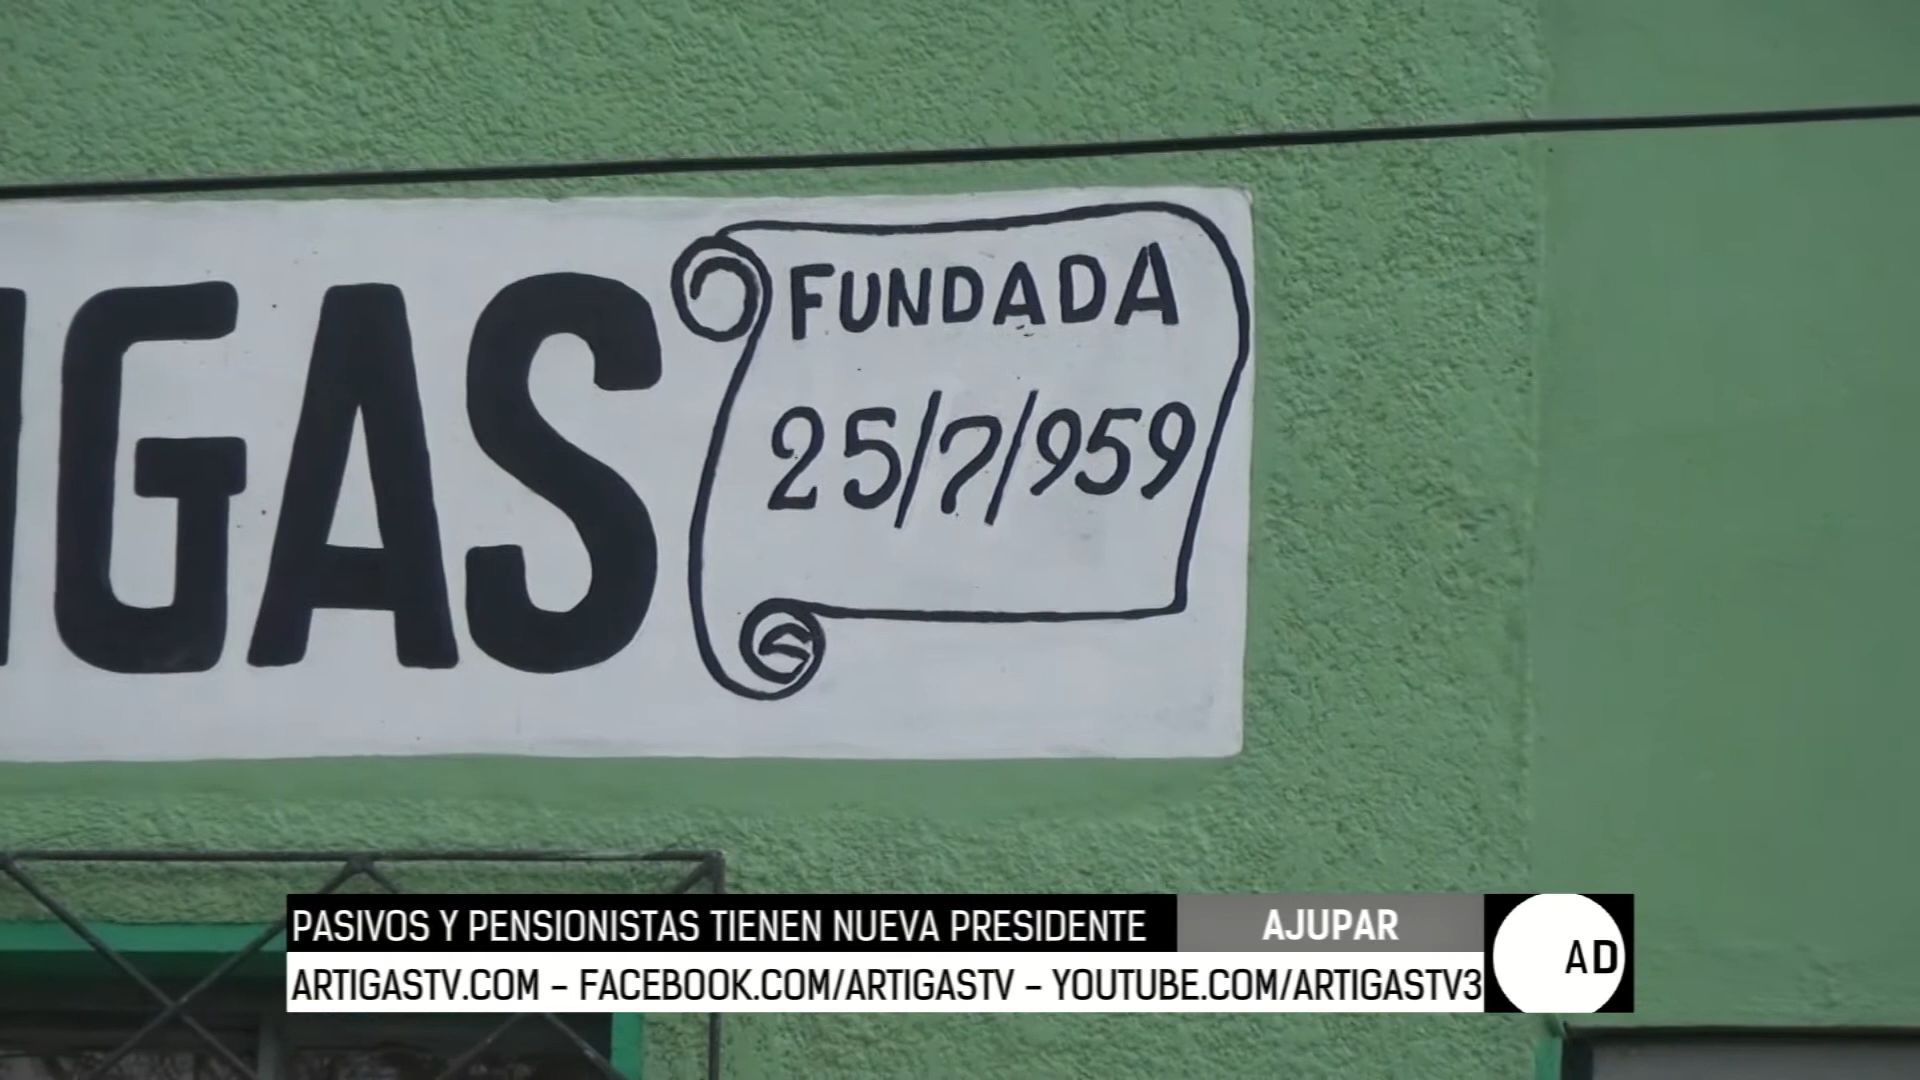 IGAS
FUNDADA
25/7/959
PASIVOS Y PENSIONISTAS TIENEN NUEVA PRESIDENTE
AJUPAR
ARTIGASTV.COM – FACEBOOK.COM/ARTIGASTV – YOUTUBE.COM/ARTIGASTV3
AD